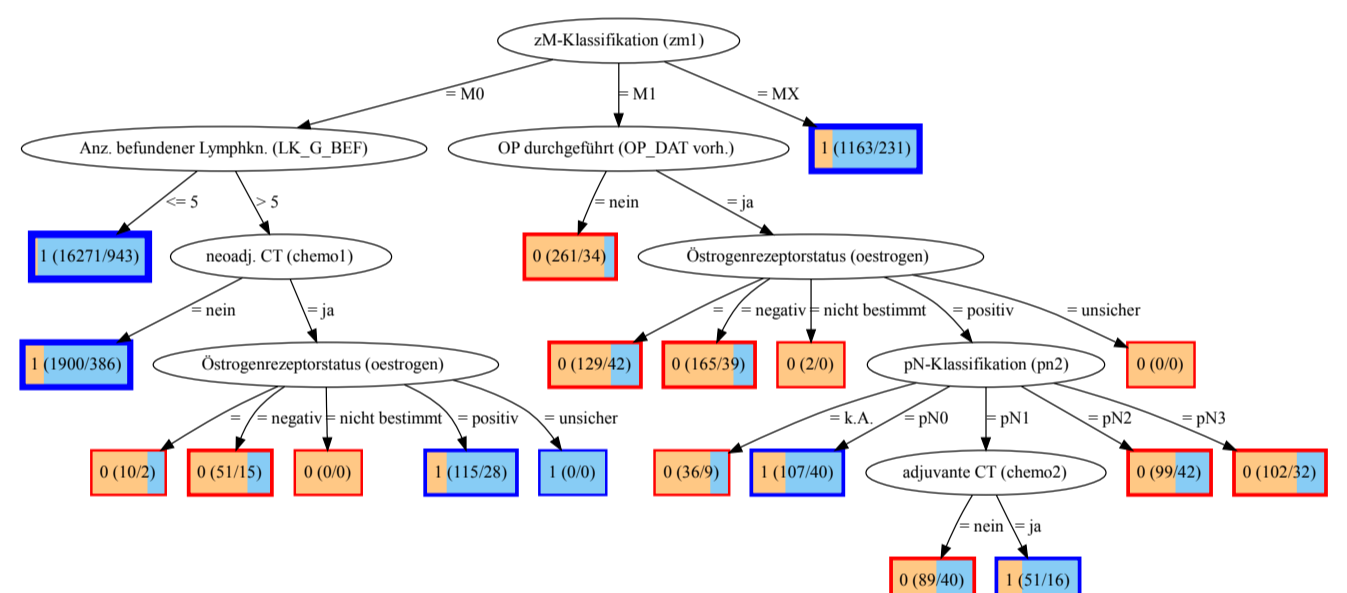 zM-Klassifikation (zm1)
= M0
= M1
= MX
Anz. befundener Lymphkn. (LK_G_BEF)
OP durchgeführt (OP_DAT vorh.)
1 (1163/231)
<= 5
> 5
= nein
= ja
1 (16271/943)
neoadj. CT (chemo1)
0 (261/34)
Östrogenrezeptorstatus (oestrogen)
= nein
= ja
=
= negativ
= nicht bestimmt
= positiv
= unsicher
1 (1900/386)
Östrogenrezeptorstatus (oestrogen)
0 (129/42)
0 (165/39)
0 (2/0)
pN-Klassifikation (pn2)
0 (0/0)
=
= negativ
= nicht bestimmt
= positiv
= unsicher
= k.A.
= pN0
= pN1
= pN2
= pN3
0 (10/2)
0 (51/15)
0 (0/0)
1 (115/28)
1 (0/0)
0 (36/9)
1 (107/40)
adjuvante CT (chemo2)
0 (99/42)
0 (102/32)
= nein
= ja
0 (89/40)
1 (51/16)